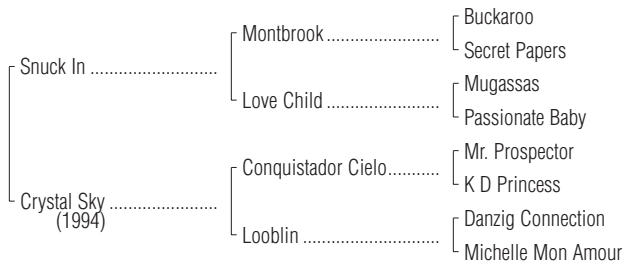 Buckaroo
Montbrook ........................
Secret Papers
Snuck In ...........................
Mugassas
Love Child ........................
Passionate Baby
Mr. Prospector
Conquistador Cielo...........
K D Princess
Crystal Sky .......................
(1994)
Danzig Connection
Looblin .............................
Michelle Mon Amour